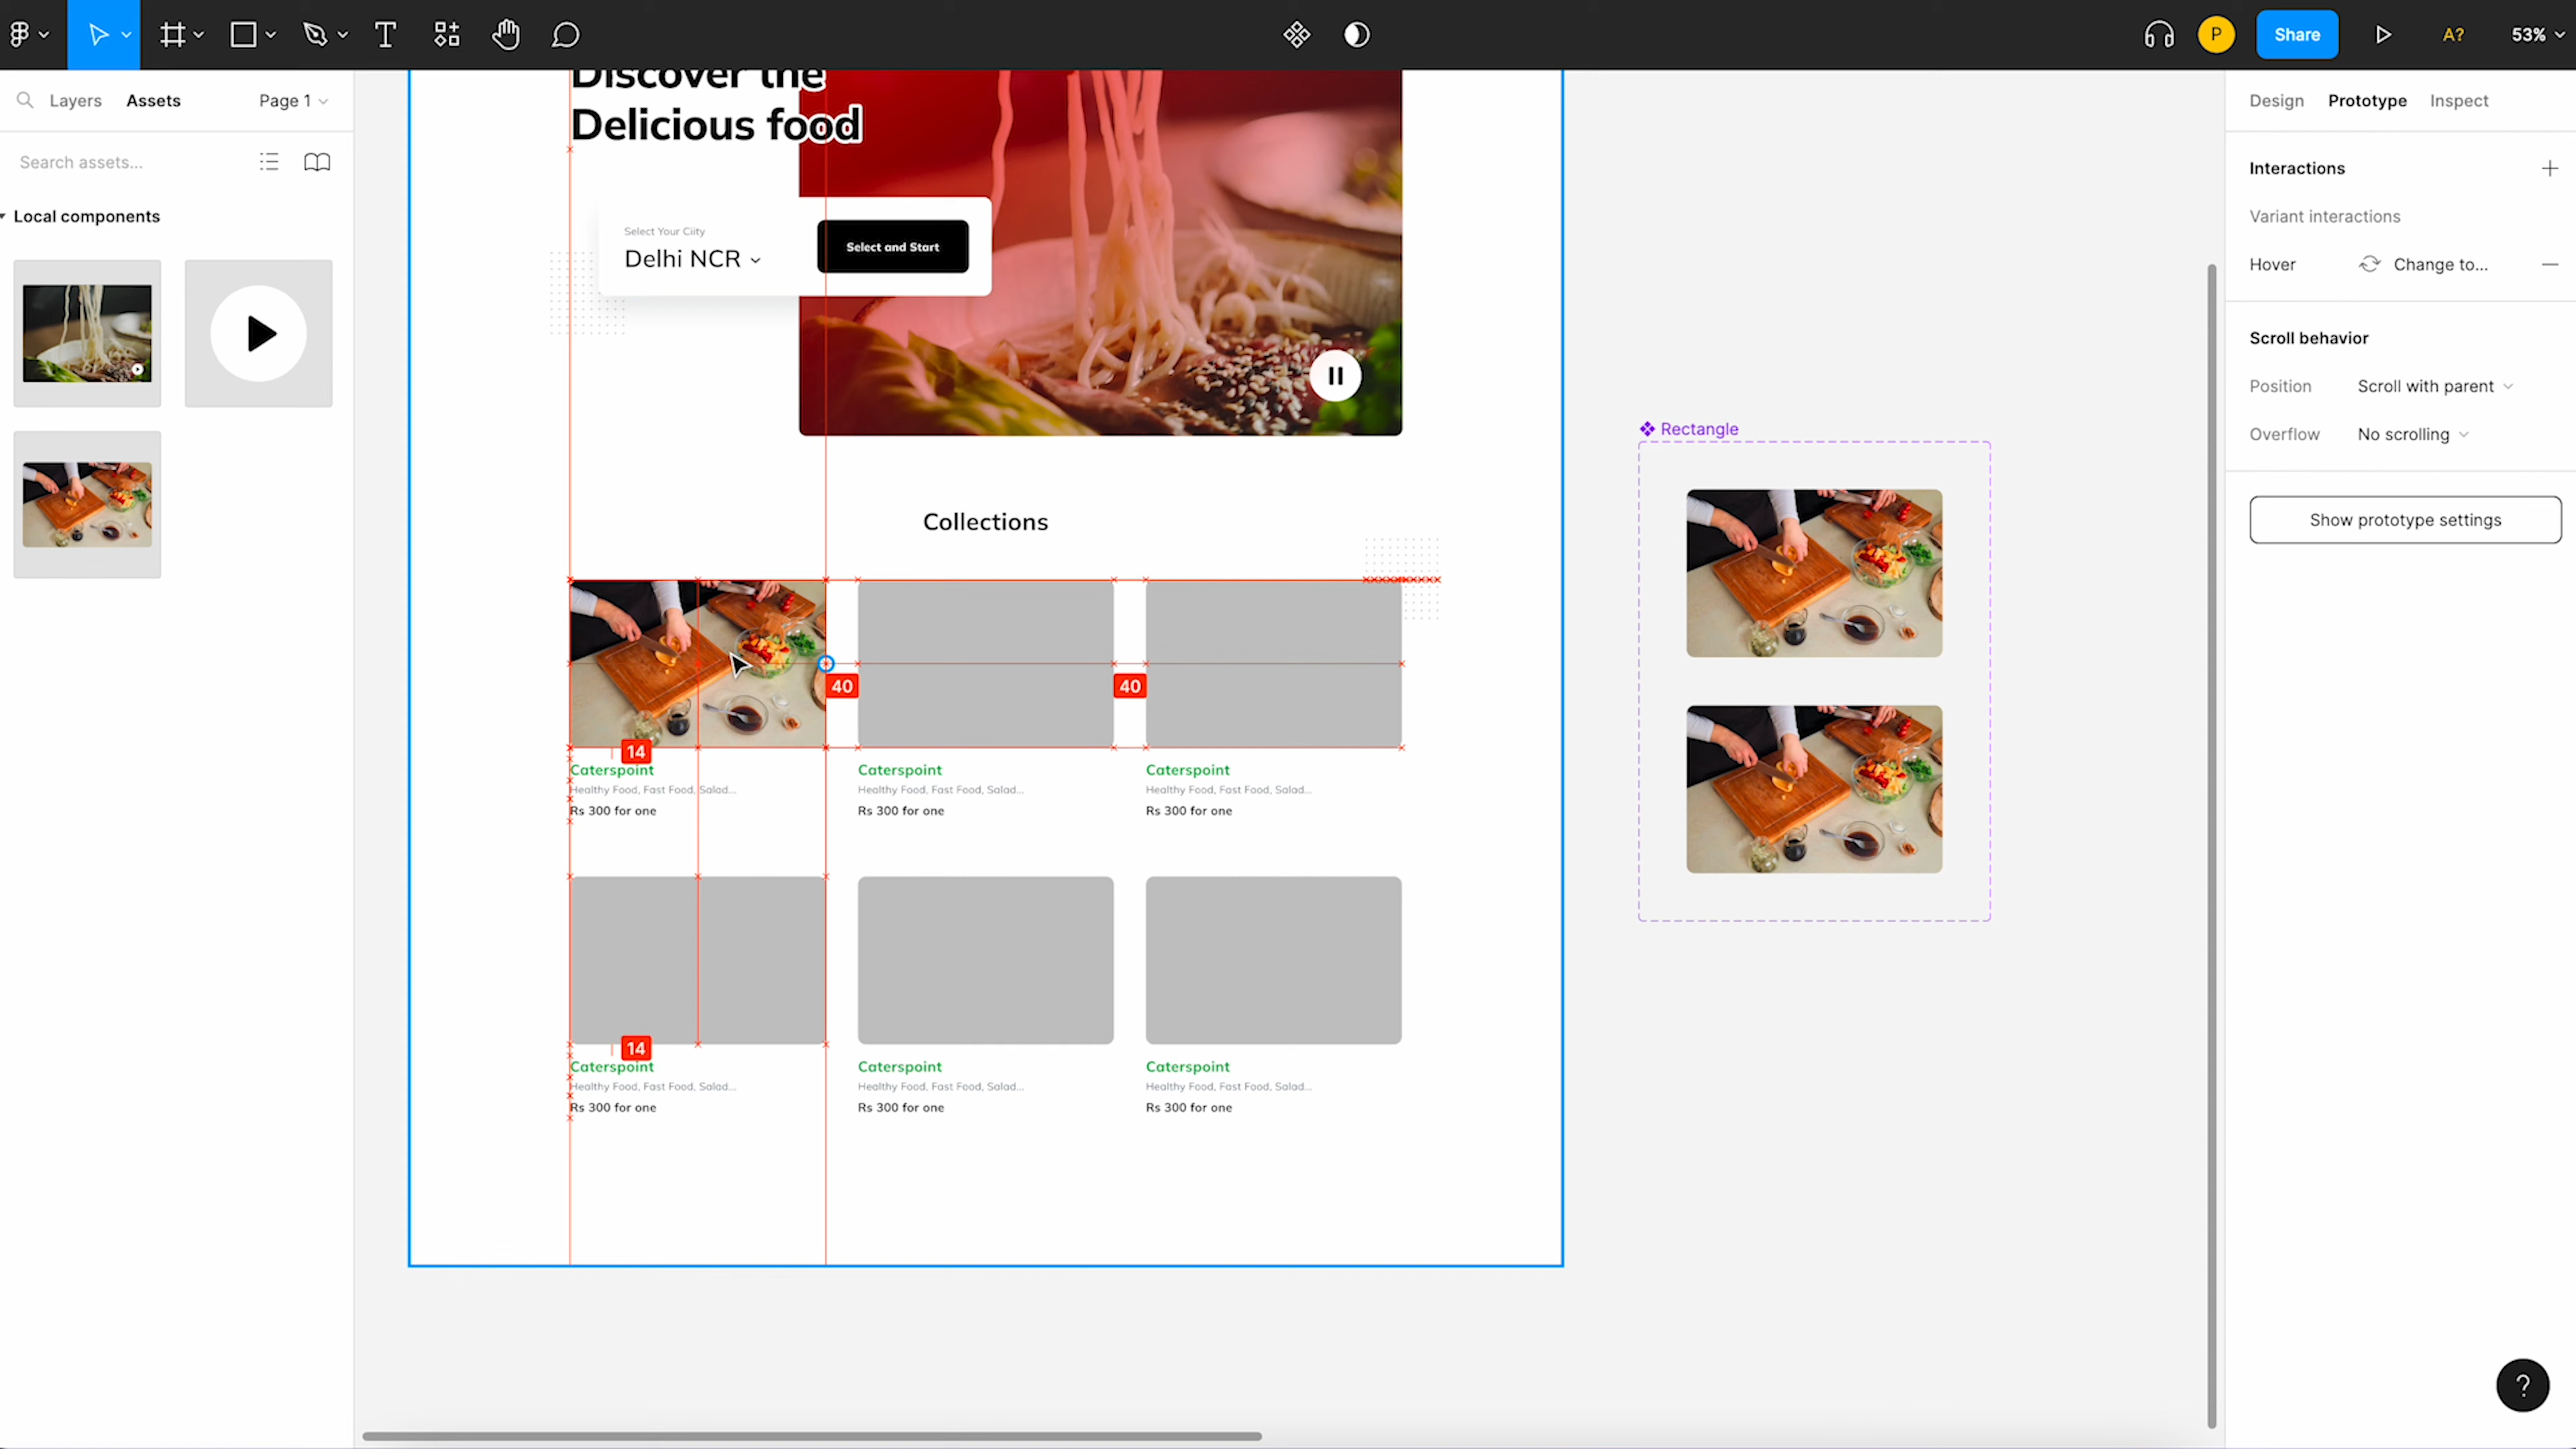 P
Share
A?
53%
Layers
Assets
Page 1
Search assets...
Local components
Discover the
Delicious food
Select Your Ciity
Delhi NCR
Select and Start
Collections
40
40
14
Caterspoint
Healthy Food, Fast Food, Salad...
Rs 300 for one
Caterspoint
Healthy Food, Fast Food, Salad...
Rs 300 for one
Caterspoint
Healthy Food, Fast Food, Salad...
Rs 300 for one
14
Caterspoint
Healthy Food, Fast Food, Salad...
Rs 300 for one
Caterspoint
Healthy Food, Fast Food, Salad...
Rs 300 for one
Caterspoint
Healthy Food, Fast Food, Salad...
Rs 300 for one
Rectangle
Design
Prototype
Inspect
Interactions
Variant interactions
Hover
Change to...
Scroll behavior
Position
Scroll with parent
Overflow
No scrolling
Show prototype settings
?